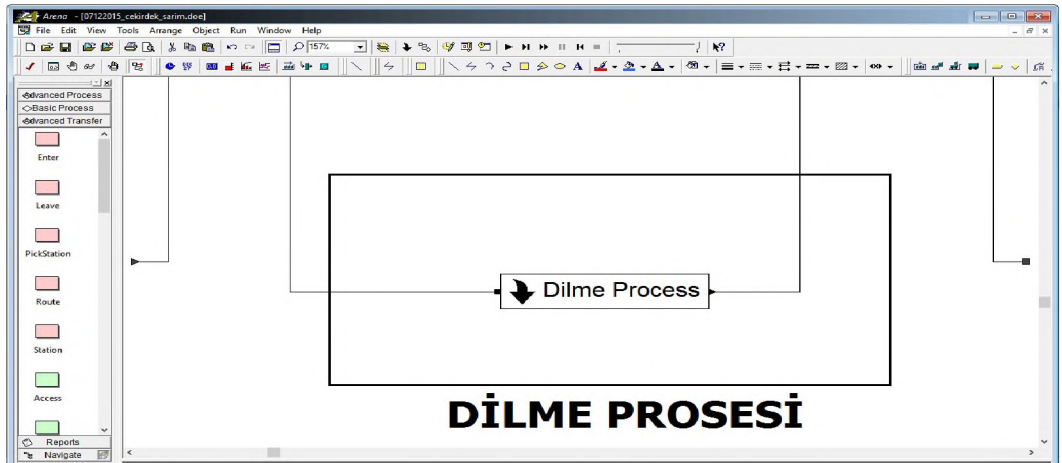 Arena - [07122015_cekirdek_sarim.doe]
File Edit View Tools Arrange Object Run Window Help
157%
Advanced Process
Basic Process
Advanced Transfer
Enter
Leave
PickStation
Route
Station
Access
Reports
Navigate
Dilme Process
DİLME PROSESİ